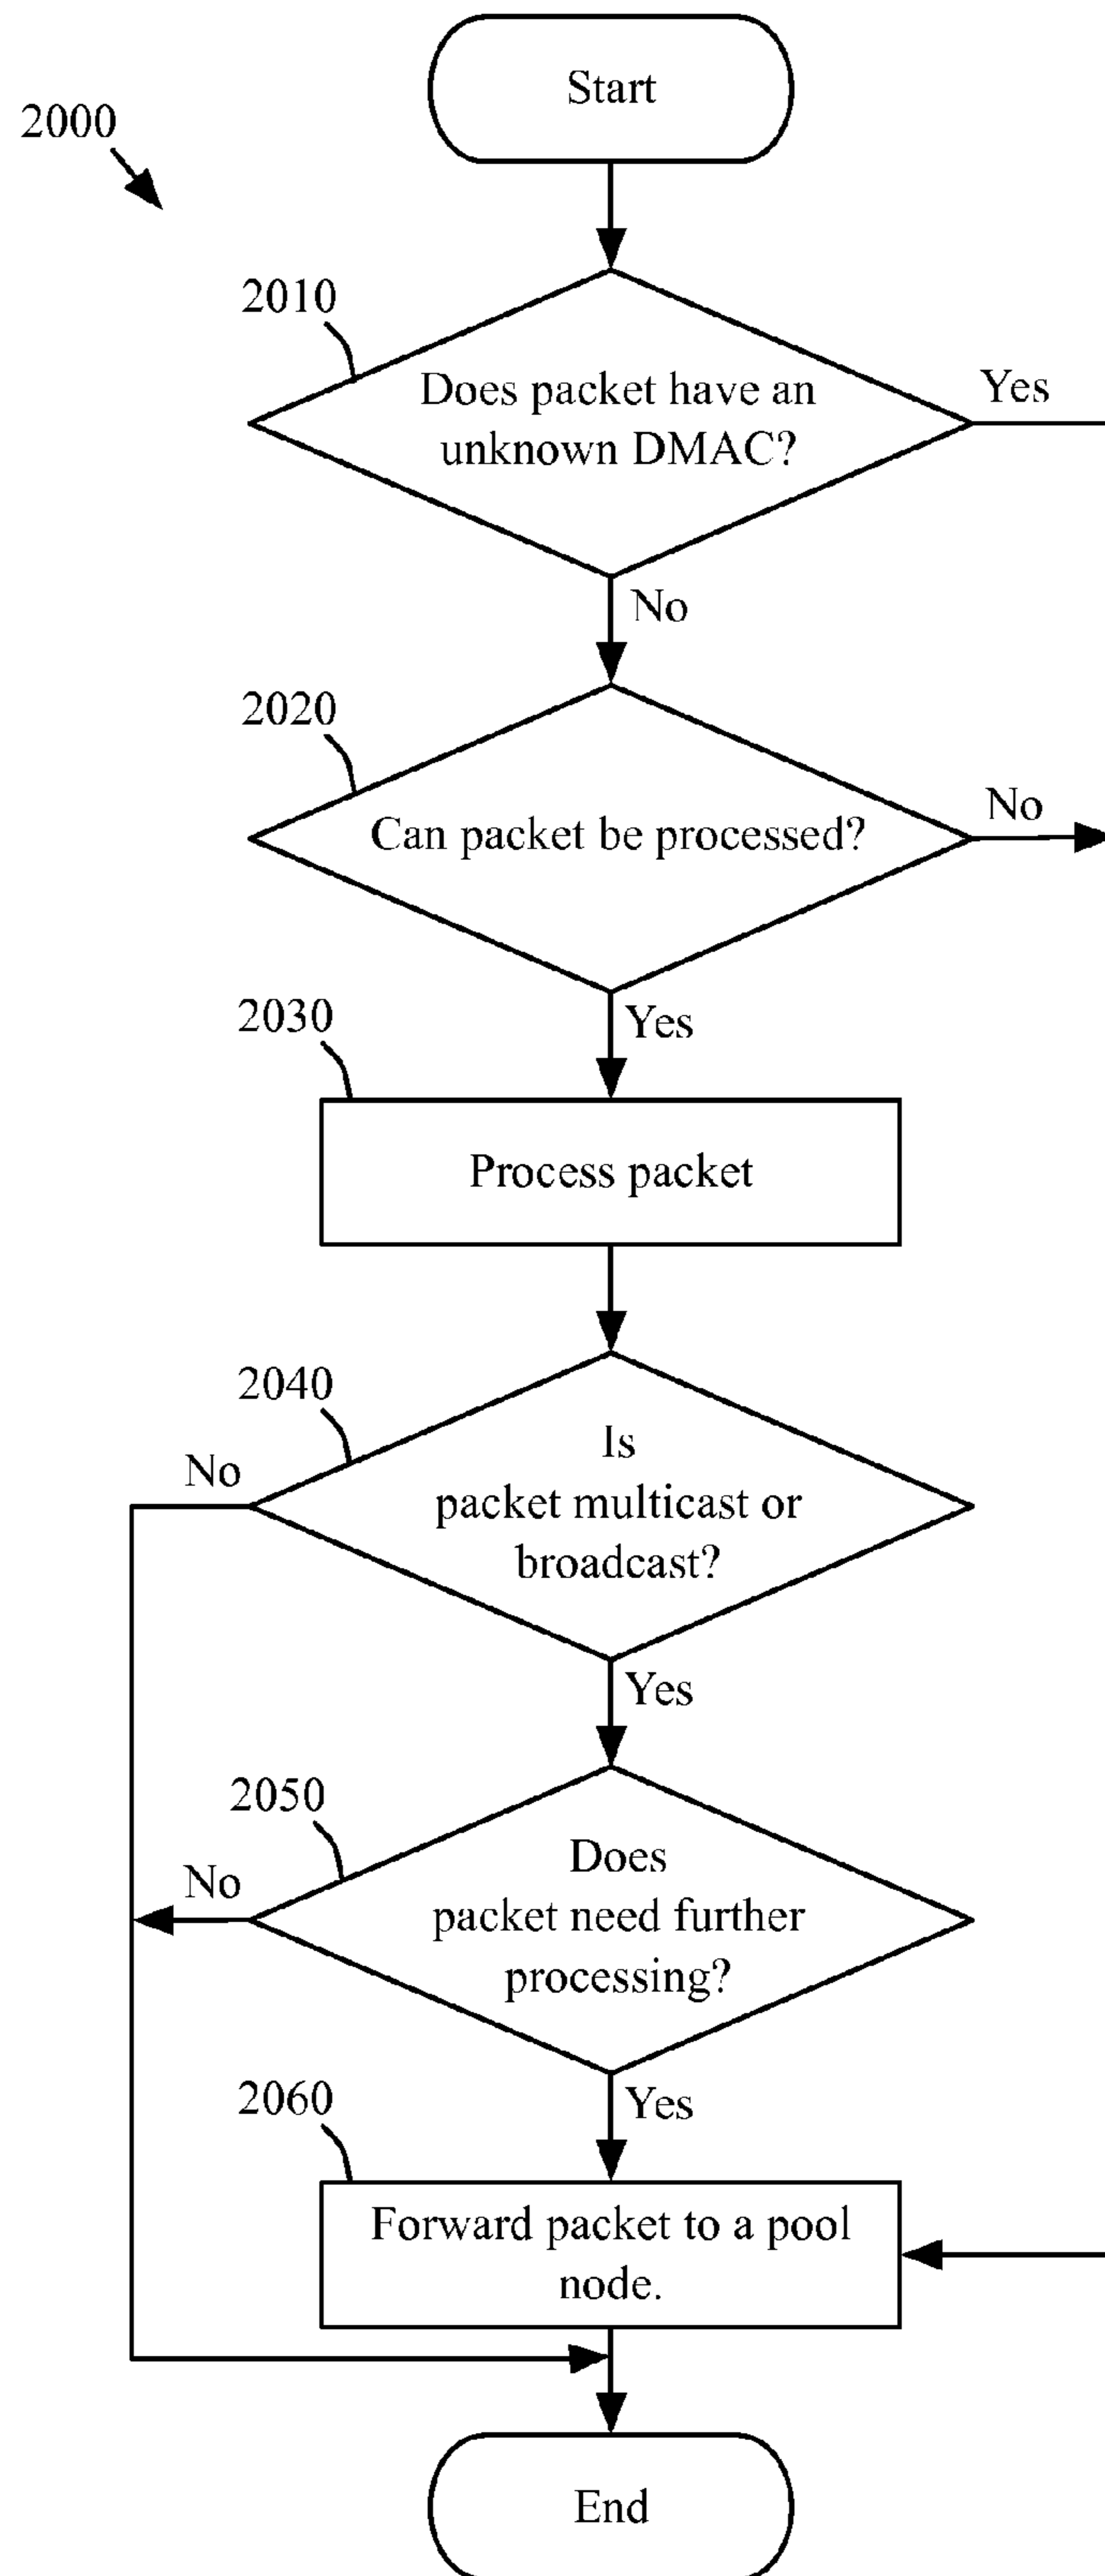 Start
2000
2010
Does packet have an
unknown DMAC?
Yes
No
2020
Can packet be processed?
No
Yes
2030
Process packet
2040
Is
packet multicast or
broadcast?
No
Yes
2050
Does
packet need further
processing?
No
Yes
2060
Forward packet to a pool
node.
End